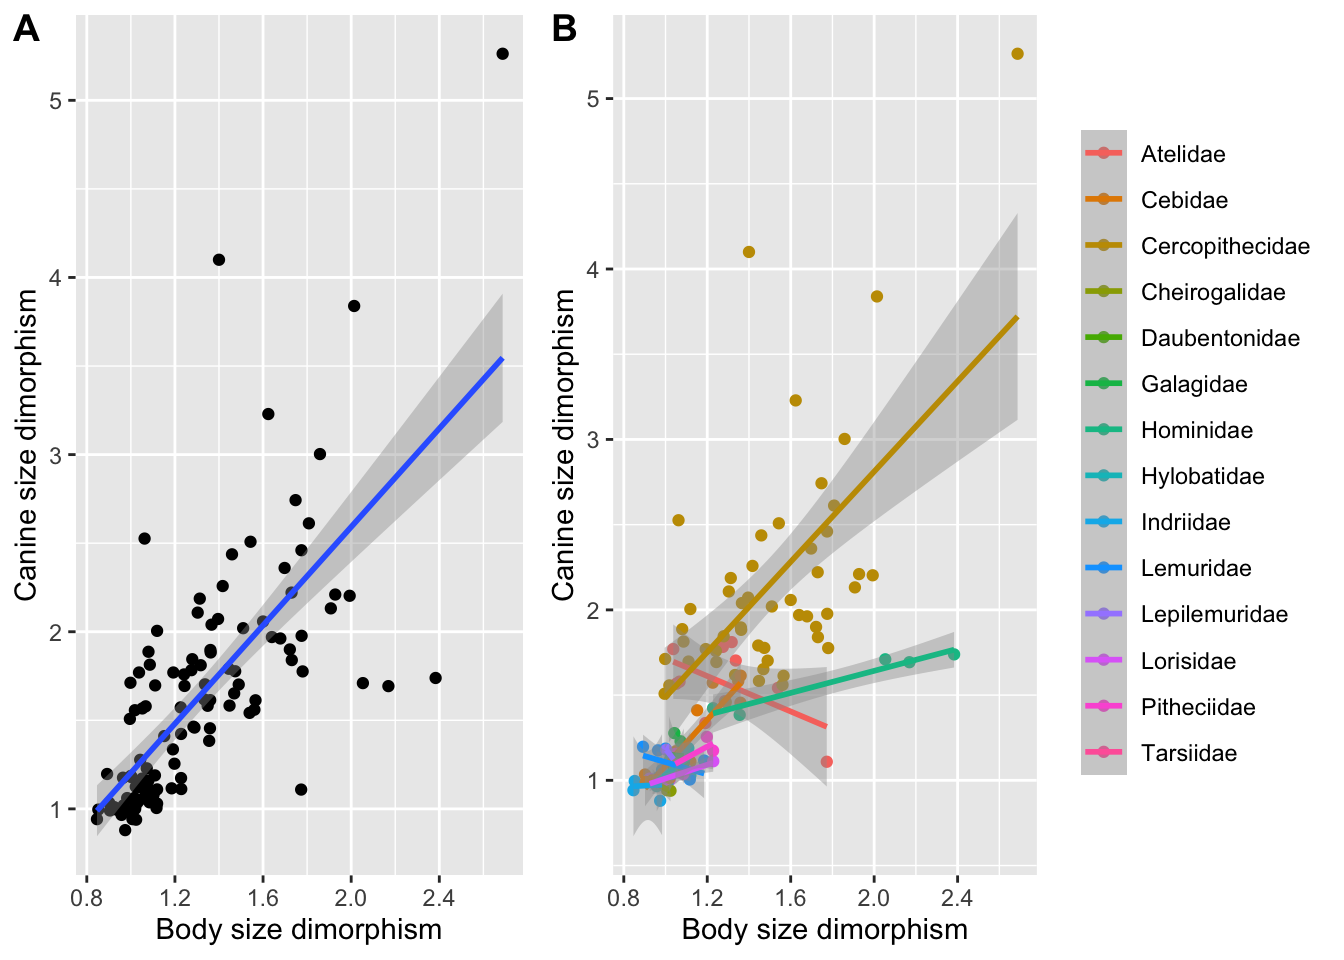 A
Canine size dimorphism
5
4
3
2
1
0.8 1.2 1.6 2.0 2.4
Body size dimorphism
B
Canine size dimorphism
5
4
3
2
1
0.8 1.2 1.6 2.0 2.4
Body size dimorphism
Atelidae
Cebidae
Cercopithecidae
Cheirogalidae
Daubentonidae
Galagidae
Hominidae
Hylobatidae
Indriidae
Lemuridae
Lepilemuridae
Lorisidae
Pitheciidae
Tarsiidae